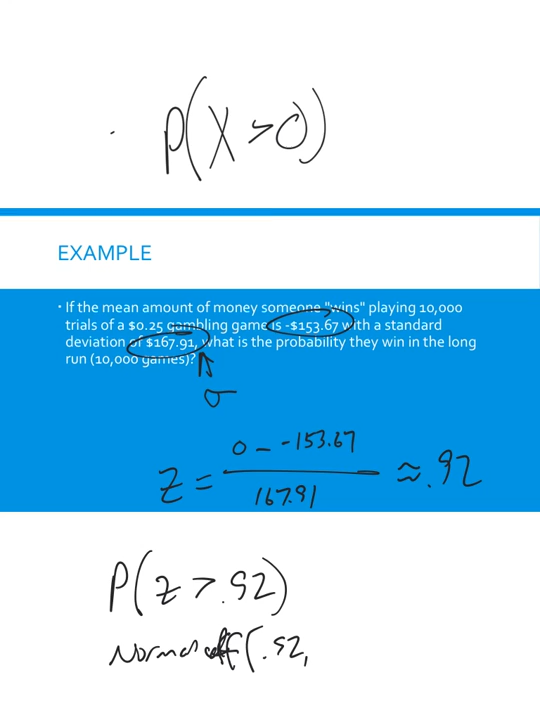 P(X>0)
EXAMPLE
· If the mean amount of money someone "wins" playing 10,000
trials of a $0.25 gambling game is -$153.67 with a standard
deviation of $167.91, what is the probability they win in the long
run (10,000 games)?
σ
0 - -153.67
Z = ≈ .92
167.91
P(Z > .92)
Normalcdf(.92,